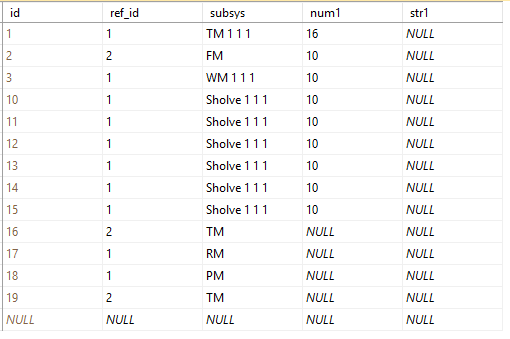 id ref_id subsys num1 str1
1 1 TM 1 1 1 16 NULL
2 2 FM 10 NULL
3 1 WM 1 1 1 10 NULL
10 1 Sholve 1 1 1 10 NULL
11 1 Sholve 1 1 1 10 NULL
12 1 Sholve 1 1 1 10 NULL
13 1 Sholve 1 1 1 10 NULL
14 1 Sholve 1 1 1 10 NULL
15 1 Sholve 1 1 1 10 NULL
16 2 TM NULL NULL
17 1 RM NULL NULL
18 1 PM NULL NULL
19 2 TM NULL NULL
NULL NULL NULL NULL NULL